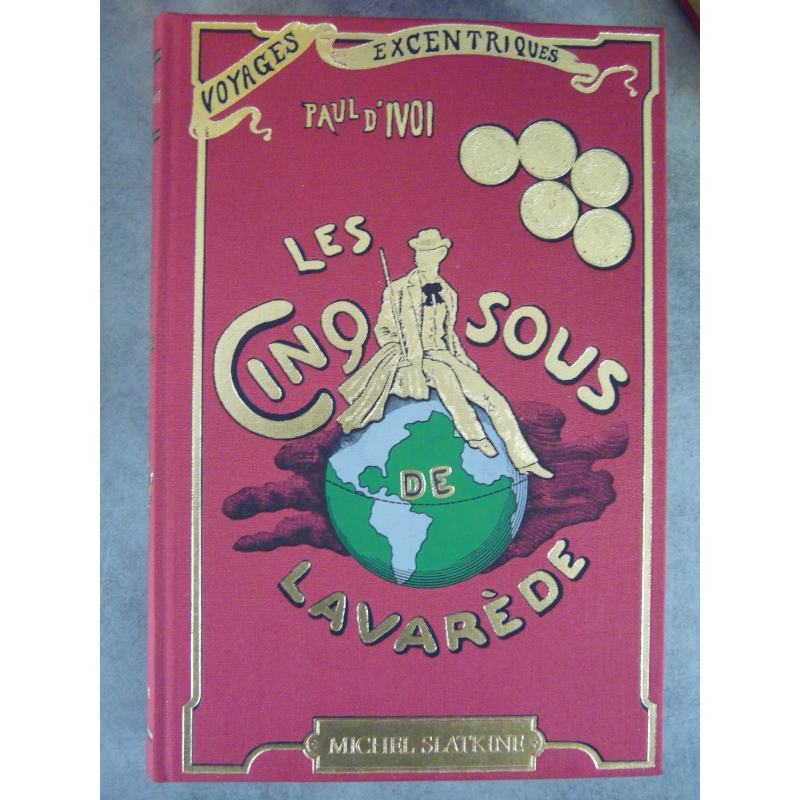 VOYAGES EXCENTRIQUES
PAUL D'IVOI
LES
CINQ SOUS
DE
LAVARÈDE
MICHEL SLATKINE